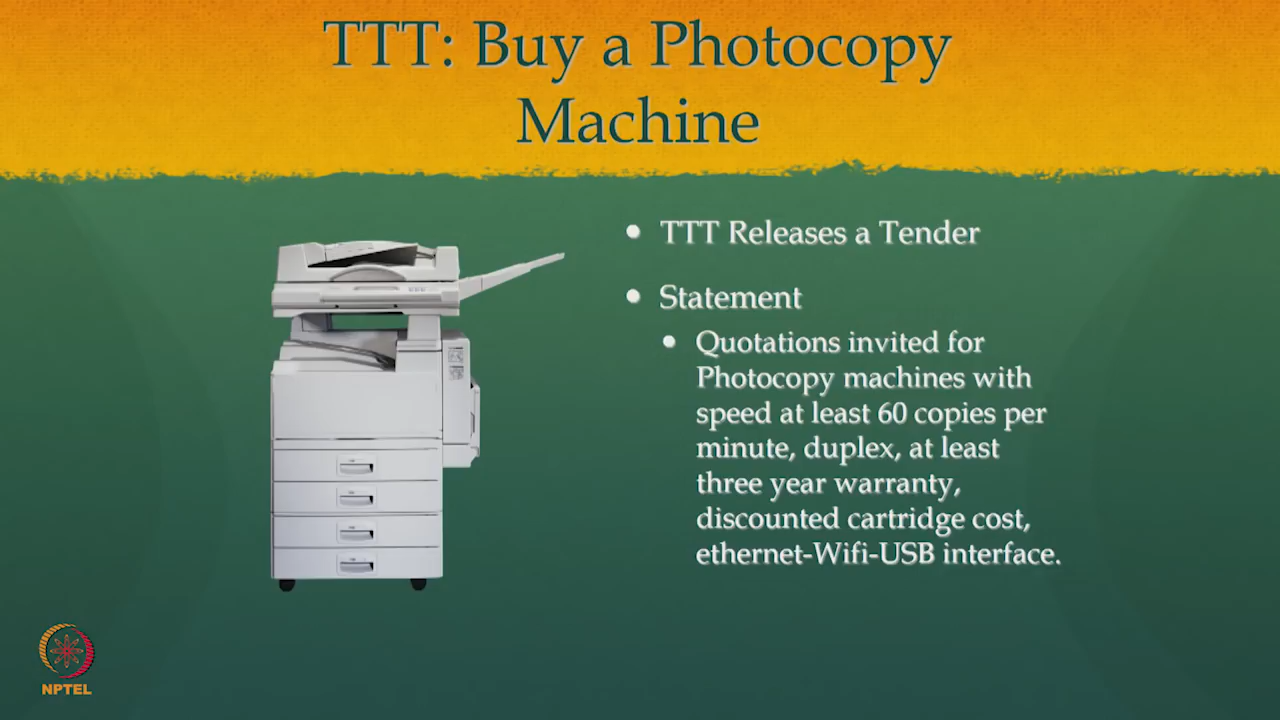 TTT: Buy a Photocopy
Machine
TTT Releases a Tender
Statement
Quotations invited for
Photocopy machines with
speed at least 60 copies per
minute, duplex, at least
three year warranty,
discounted cartridge cost,
ethernet-Wifi-USB interface.
NPTEL